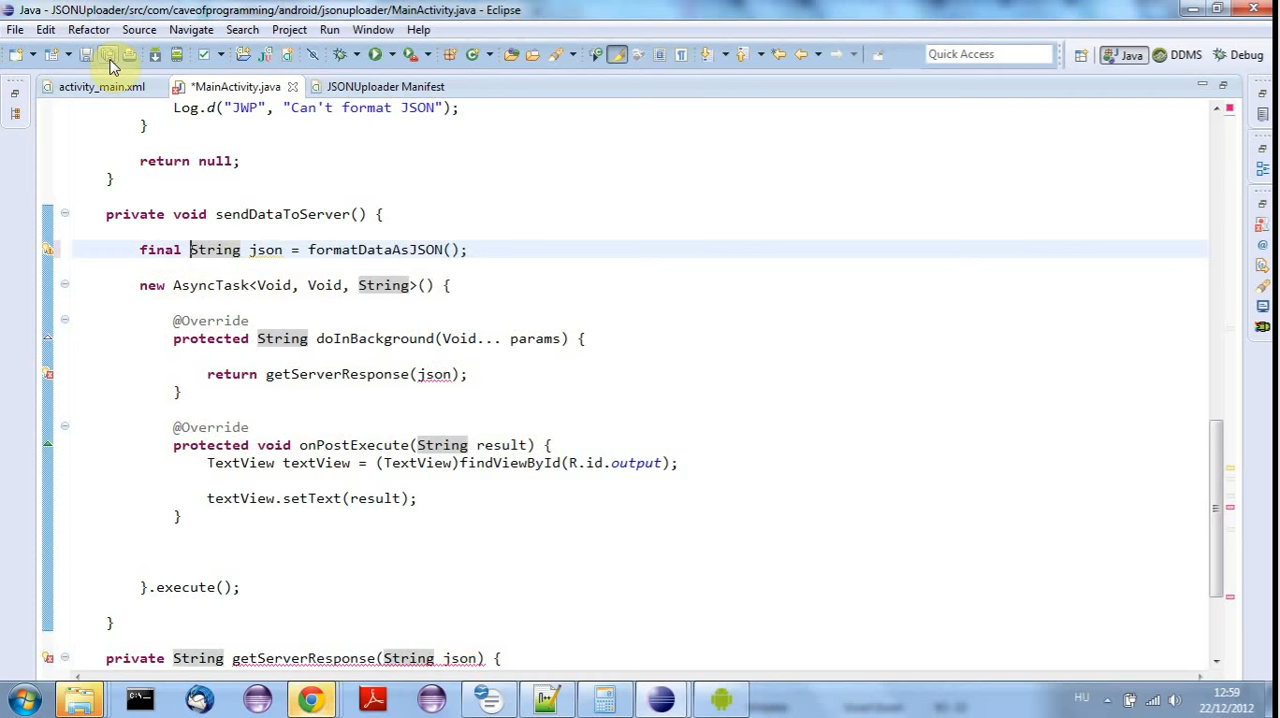 Java - JSONUploader/src/com/caveofprogramming/android/jsonuploader/MainActivity.java - Eclipse
File Edit Refactor Source Navigate Search Project Run Window Help
Quick Access Java DDMS Debug
activity_main.xml *MainActivity.java JSONUploader Manifest
Log.d("JWP", "Can't format JSON");
}
return null;
}
private void sendDataToServer() {
final String json = formatDataAsJSON();
new AsyncTask<Void, Void, String>() {
@Override
protected String doInBackground(Void... params) {
return getServerResponse(json);
}
@Override
protected void onPostExecute(String result) {
TextView textView = (TextView)findViewById(R.id.output);
textView.setText(result);
}
}.execute();
}
private String getServerResponse(String json) {
HU 12:59
22/12/2012